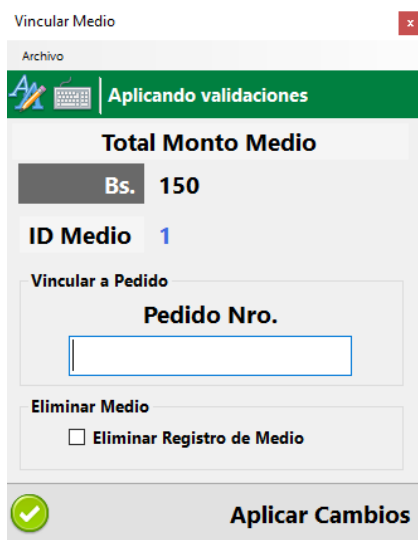 Vincular Medio
x
Archivo
Aplicando validaciones
Total Monto Medio
Bs. 150
ID Medio 1
Vincular a Pedido
Pedido Nro.
Eliminar Medio
Eliminar Registro de Medio
Aplicar Cambios